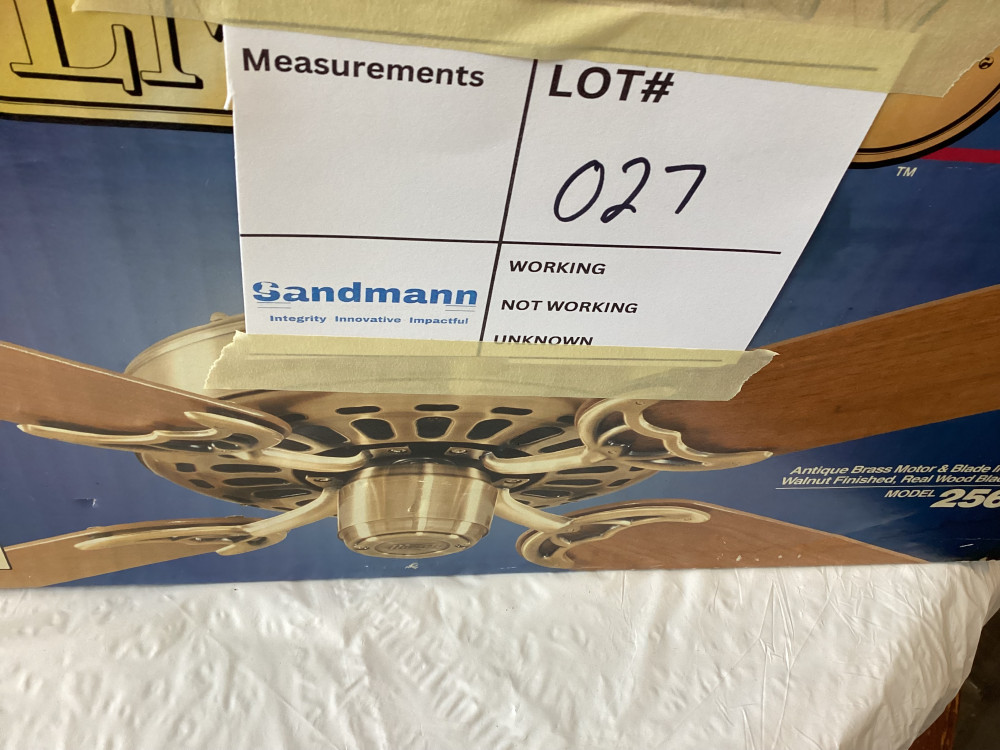 Measurements
LOT#
027
TM
Sandmann
Integrity Innovative Impactful
WORKING
NOT WORKING
UNKNOWN
Antique Brass Motor & Blade
Walnut Finished, Real Wood
MODEL 256